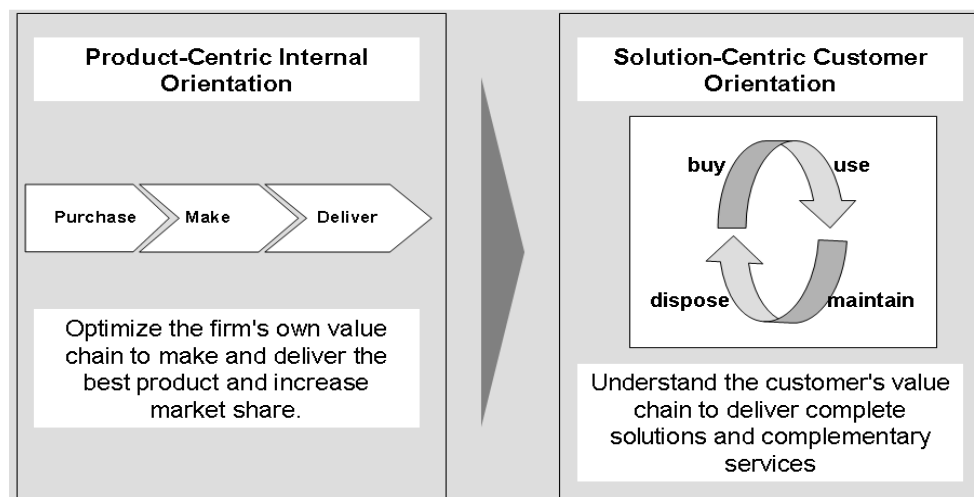 Product-Centric Internal
Orientation
Purchase
Make
Deliver
Optimize the firm's own value
chain to make and deliver the
best product and increase
market share.
Solution-Centric Customer
Orientation
buy
use
dispose
maintain
Understand the customer's value
chain to deliver complete
solutions and complementary
services